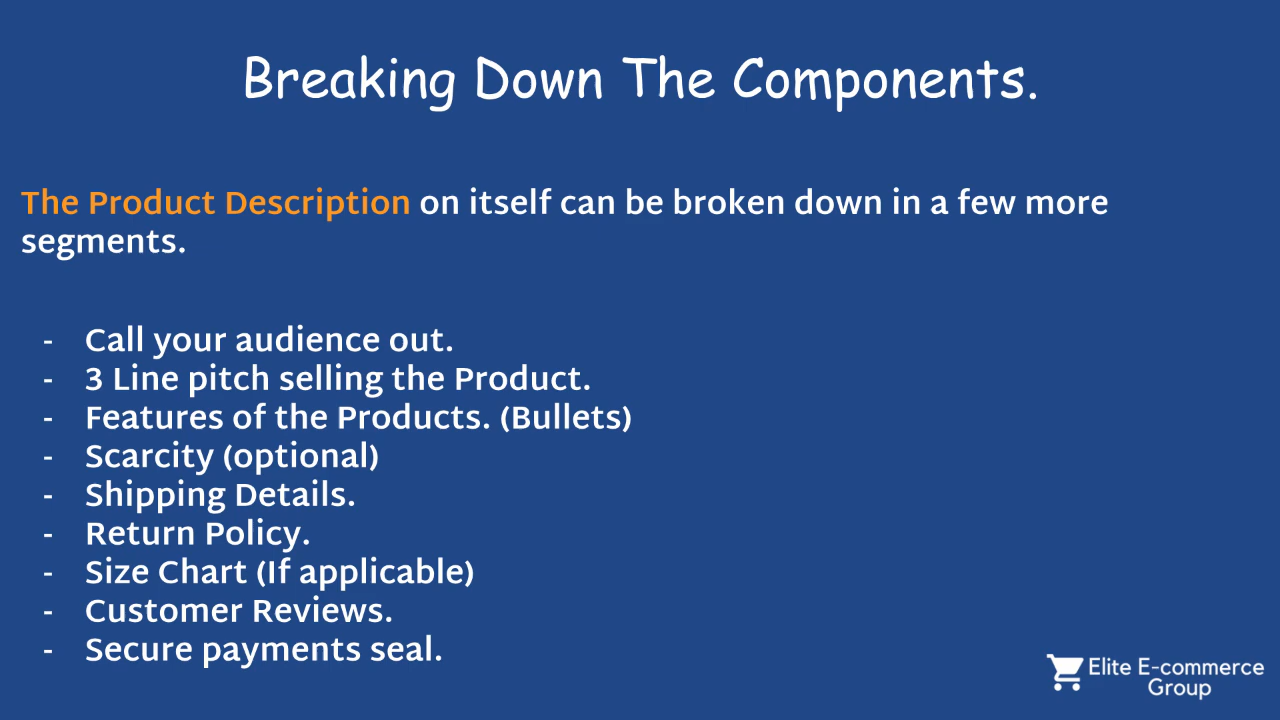 Breaking Down The Components.
The Product Description on itself can be broken down in a few more
segments.
- Call your audience out.
- 3 Line pitch selling the Product.
- Features of the Products. (Bullets)
- Scarcity (optional)
- Shipping Details.
- Return Policy.
- Size Chart (If applicable)
- Customer Reviews.
- Secure payments seal.
Elite E-commerce
Group